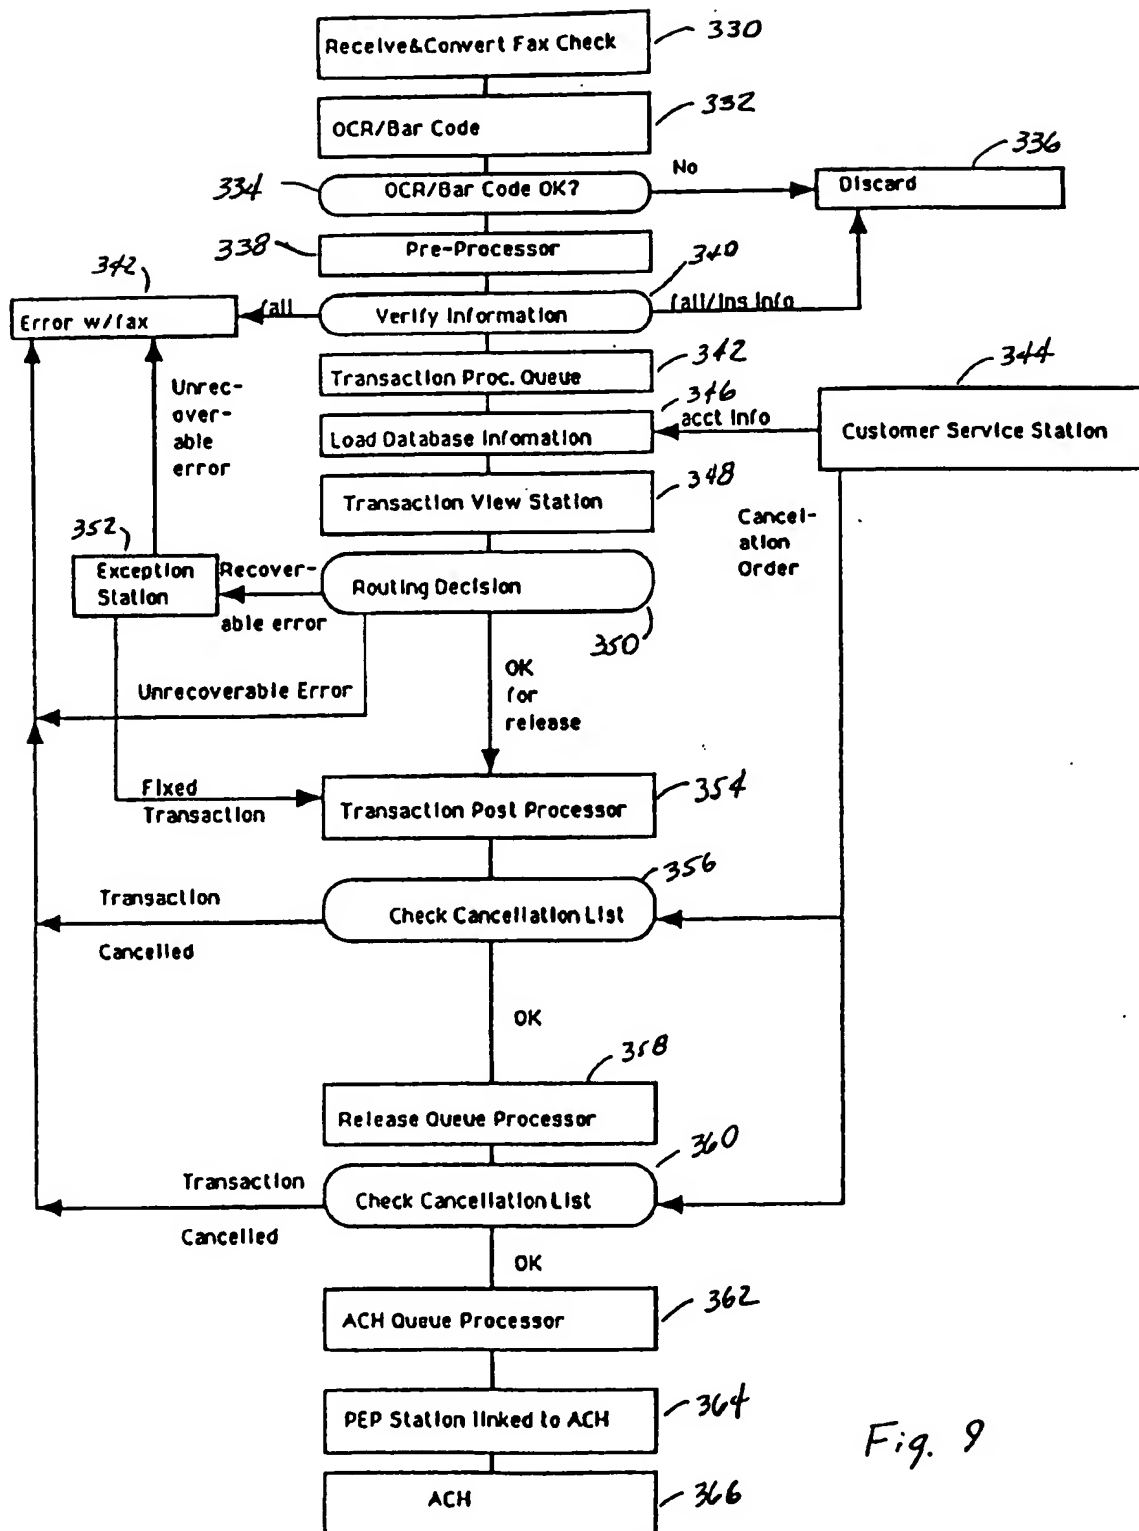 Receive&Convert Fax Check
330
OCR/Bar Code
332
334
OCR/Bar Code OK?
No
Discard
336
338
Pre-Processor
342
Error w/fax
fail
Verify Information
340
fail/ins info
Transaction Proc. Queue
342
Unrec-
over-
able
error
Load Database Infomation
346
acct info
Customer Service Station
344
Transaction View Station
348
Cancel-
ation
Order
352
Exception
Station
Recover-
able error
Routing Decision
350
Unrecoverable Error
OK
for
release
Fixed
Transaction
Transaction Post Processor
354
Transaction
Cancelled
Check Cancellation List
356
OK
Release Queue Processor
358
Transaction
Cancelled
Check Cancellation List
360
OK
ACH Queue Processor
362
PEP Station linked to ACH
364
ACH
366
Fig. 9